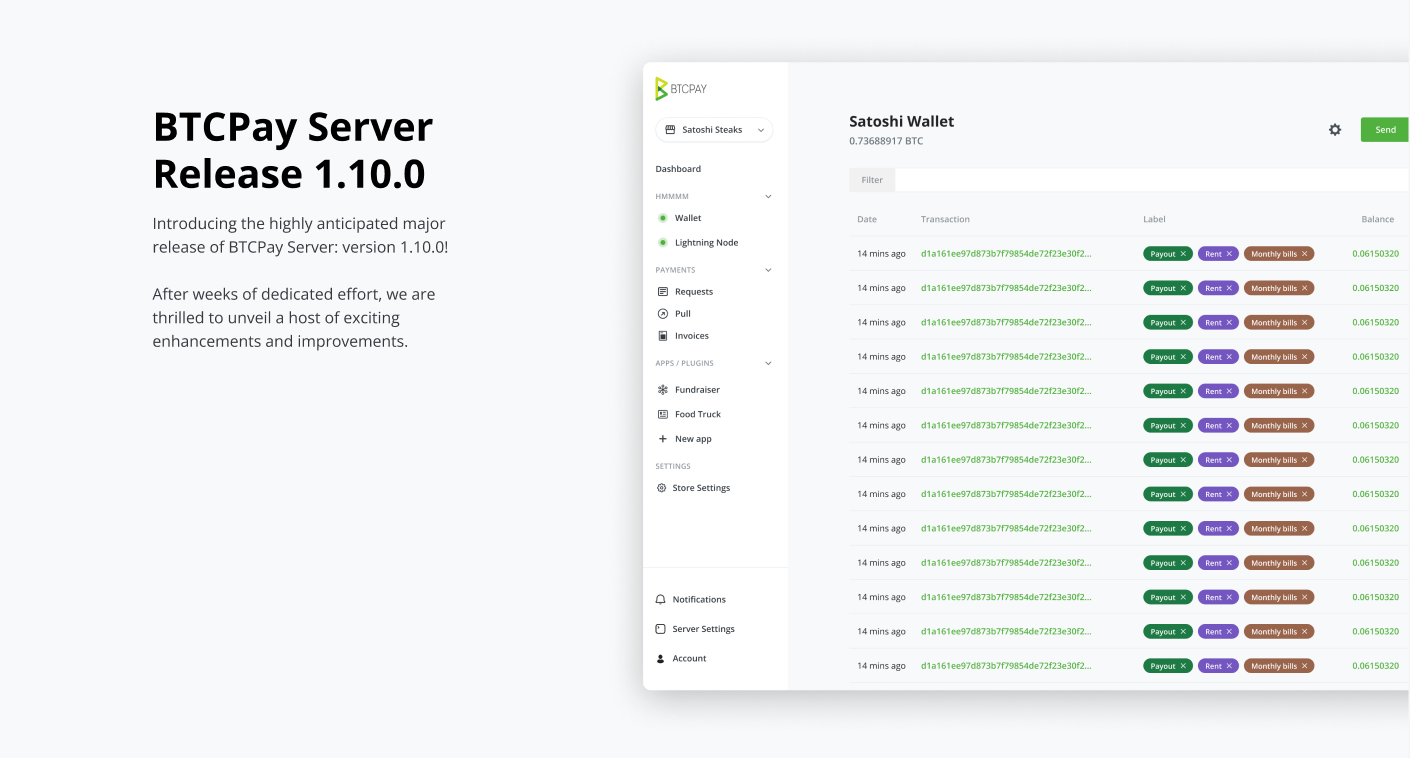 BTCPay Server
Release 1.10.0
Introducing the highly anticipated major
release of BTCPay Server: version 1.10.0!
After weeks of dedicated effort, we are
thrilled to unveil a host of exciting
enhancements and improvements.
BTCPAY
Satoshi Steaks
Dashboard
HMMMM
Wallet
Lightning Node
PAYMENTS
Requests
Pull
Invoices
APPS / PLUGINS
Fundraiser
Food Truck
New app
SETTINGS
Store Settings
Notifications
Server Settings
Account
Satoshi Wallet
0.73688917 BTC
Send
Filter
Date Transaction Label Balance
14 mins ago d1a161ee97d873b7f79854de72f23e30f2... Payout × Rent × Monthly bills × 0.06150320
14 mins ago d1a161ee97d873b7f79854de72f23e30f2... Payout × Rent × Monthly bills × 0.06150320
14 mins ago d1a161ee97d873b7f79854de72f23e30f2... Payout × Rent × Monthly bills × 0.06150320
14 mins ago d1a161ee97d873b7f79854de72f23e30f2... Payout × Rent × Monthly bills × 0.06150320
14 mins ago d1a161ee97d873b7f79854de72f23e30f2... Payout × Rent × Monthly bills × 0.06150320
14 mins ago d1a161ee97d873b7f79854de72f23e30f2... Payout × Rent × Monthly bills × 0.06150320
14 mins ago d1a161ee97d873b7f79854de72f23e30f2... Payout × Rent × Monthly bills × 0.06150320
14 mins ago d1a161ee97d873b7f79854de72f23e30f2... Payout × Rent × Monthly bills × 0.06150320
14 mins ago d1a161ee97d873b7f79854de72f23e30f2... Payout × Rent × Monthly bills × 0.06150320
14 mins ago d1a161ee97d873b7f79854de72f23e30f2... Payout × Rent × Monthly bills × 0.06150320
14 mins ago d1a161ee97d873b7f79854de72f23e30f2... Payout × Rent × Monthly bills × 0.06150320
14 mins ago d1a161ee97d873b7f79854de72f23e30f2... Payout × Rent × Monthly bills × 0.06150320
14 mins ago d1a161ee97d873b7f79854de72f23e30f2... Payout × Rent × Monthly bills × 0.06150320